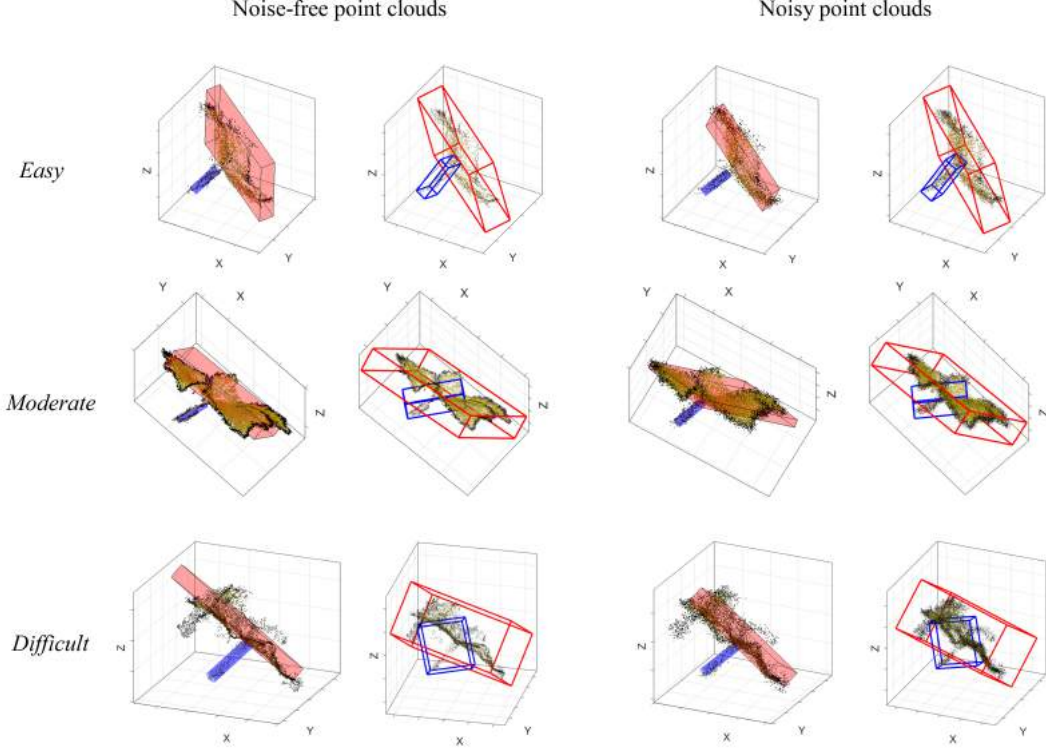 Noise-free point clouds Noisy point clouds
Easy
Z X Y Z X Y Z X Y Z X Y
Y X Y X Y X Y X
Moderate
Z Z Z Z
Difficult
Z X Y Z X Y Z X Y Z X Y